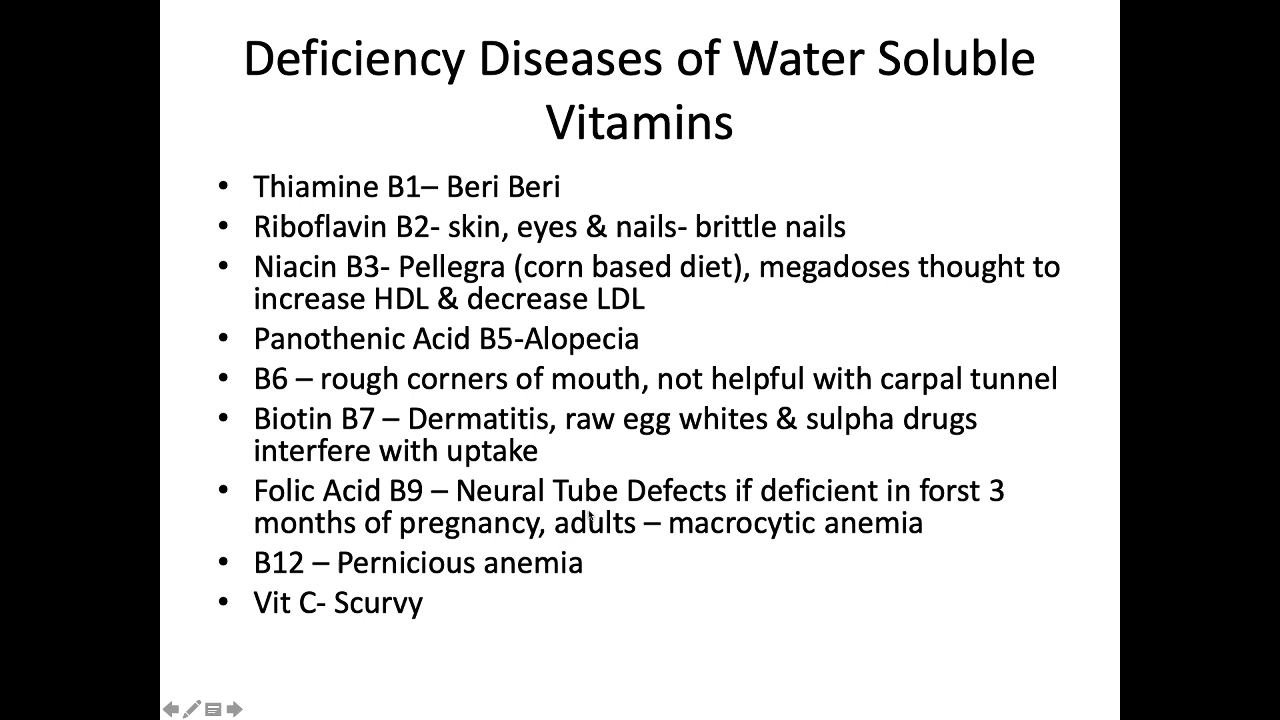 Deficiency Diseases of Water Soluble
Vitamins
• Thiamine B1– Beri Beri
• Riboflavin B2- skin, eyes & nails- brittle nails
• Niacin B3- Pellegra (corn based diet), megadoses thought to
increase HDL & decrease LDL
• Panothenic Acid B5-Alopecia
• B6 – rough corners of mouth, not helpful with carpal tunnel
• Biotin B7 – Dermatitis, raw egg whites & sulpha drugs
interfere with uptake
• Folic Acid B9 – Neural Tube Defects if deficient in forst 3
months of pregnancy, adults – macrocytic anemia
• B12 – Pernicious anemia
• Vit C- Scurvy